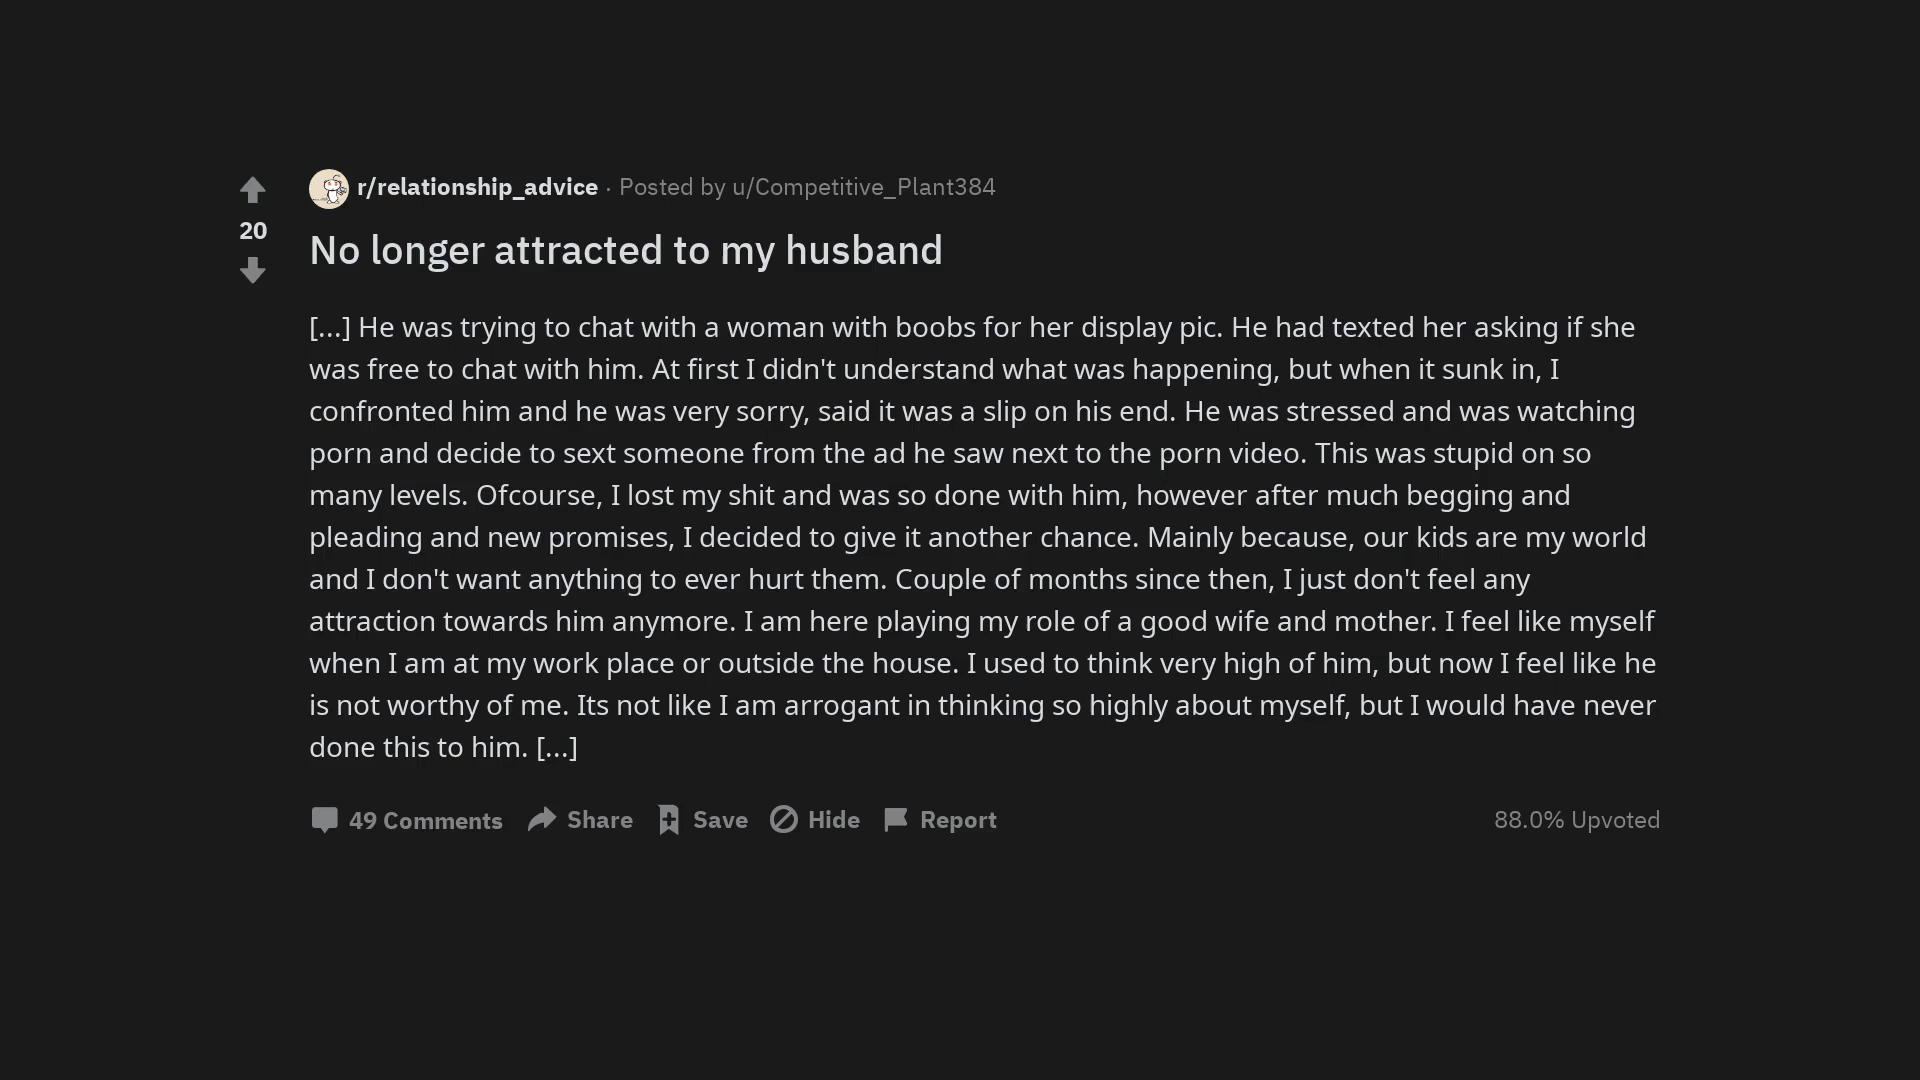 r/relationship_advice · Posted by u/Competitive_Plant384
20
No longer attracted to my husband
[...] He was trying to chat with a woman with boobs for her display pic. He had texted her asking if she
was free to chat with him. At first I didn't understand what was happening, but when it sunk in, I
confronted him and he was very sorry, said it was a slip on his end. He was stressed and was watching
porn and decide to sext someone from the ad he saw next to the porn video. This was stupid on so
many levels. Ofcourse, I lost my shit and was so done with him, however after much begging and
pleading and new promises, I decided to give it another chance. Mainly because, our kids are my world
and I don't want anything to ever hurt them. Couple of months since then, I just don't feel any
attraction towards him anymore. I am here playing my role of a good wife and mother. I feel like myself
when I am at my work place or outside the house. I used to think very high of him, but now I feel like he
is not worthy of me. Its not like I am arrogant in thinking so highly about myself, but I would have never
done this to him. [...]
49 Comments Share Save Hide Report 88.0% Upvoted